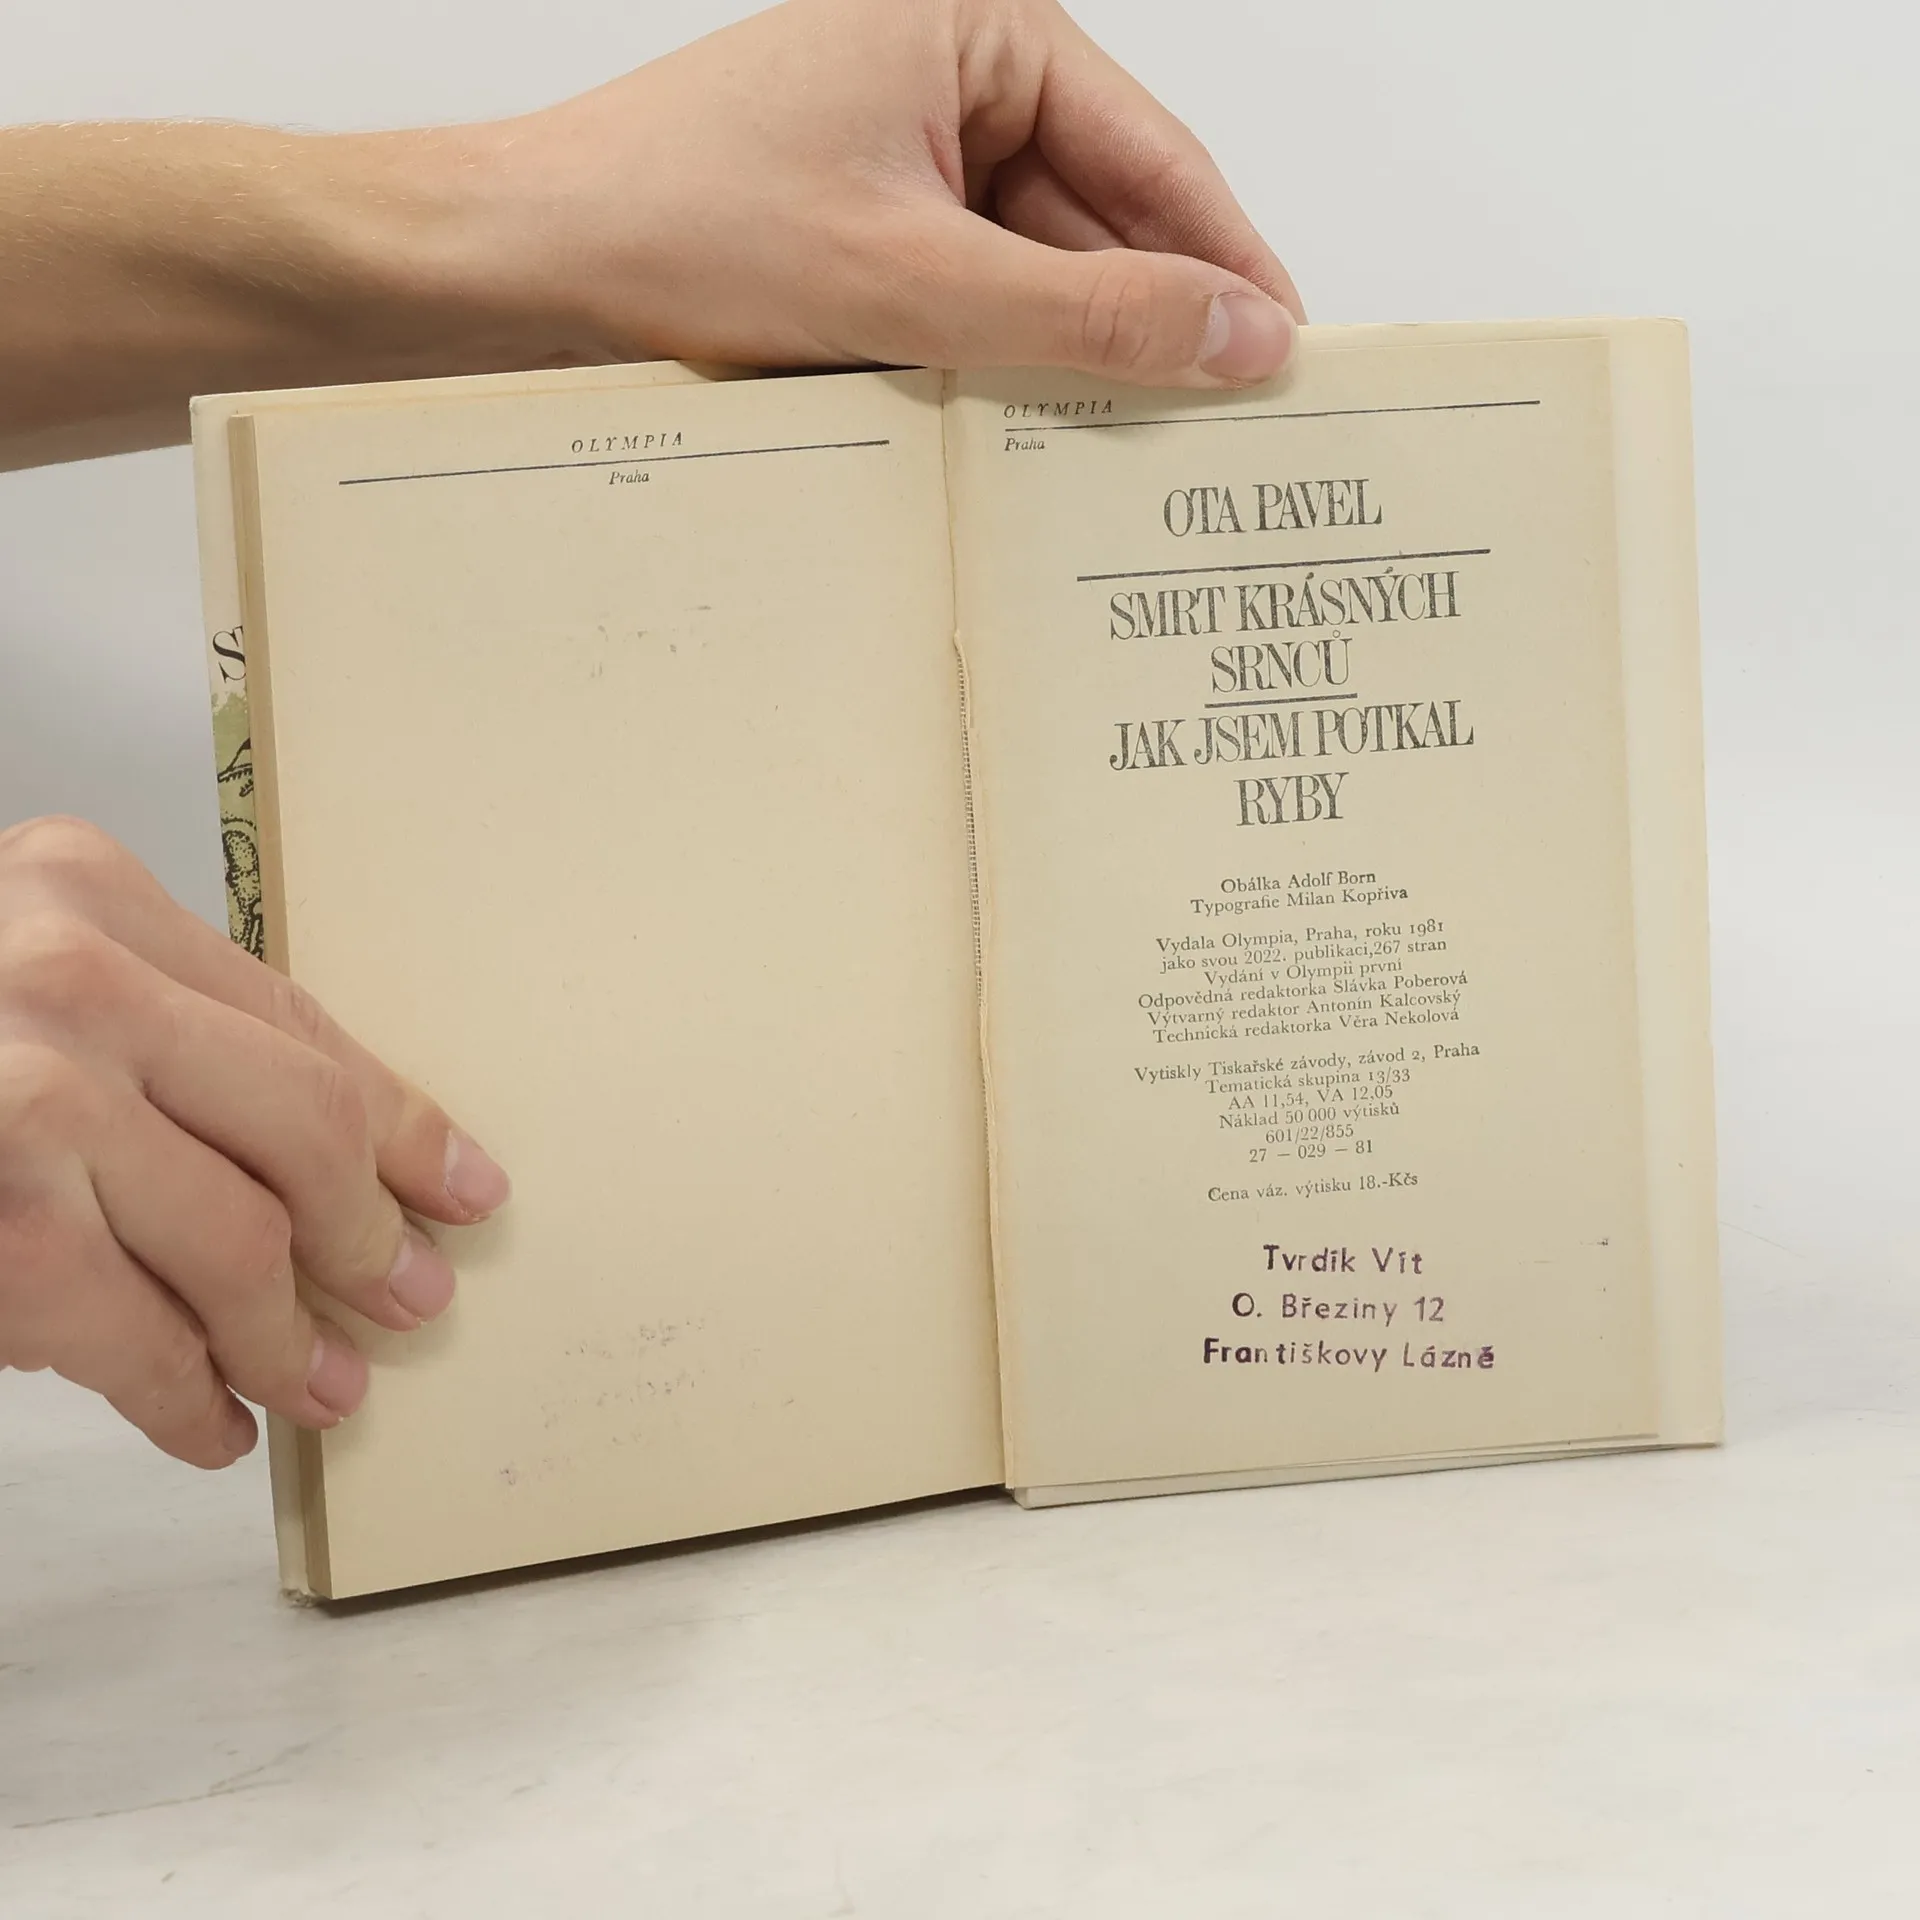 OLYMPIA
Praha
S
OLYMPIA
Praha
OTA PAVEL
SMRT KRÁSNÝCH
SRNCŮ
JAK JSEM POTKAL
RYBY
Obálka Adolf Born
Typografie Milan Kopřiva
Vydala Olympia, Praha, roku 1981
jako svou 2022. publikaci,267 stran
Vydání v Olympii první
Odpovědná redaktorka Slávka Poberová
Výtvarný redaktor Antonín Kalcovský
Technická redaktorka Věra Nekolová
Vytiskly Tiskařské závody, závod 2, Praha
Tematická skupina 13/33
AA 11,54, VA 12,05
Náklad 50 000 výtisků
601/22/855
27 — 029 — 81
Cena váz. výtisku 18.-Kčs
Tvrdík Vít
O. Březiny 12
Františkovy Lázně